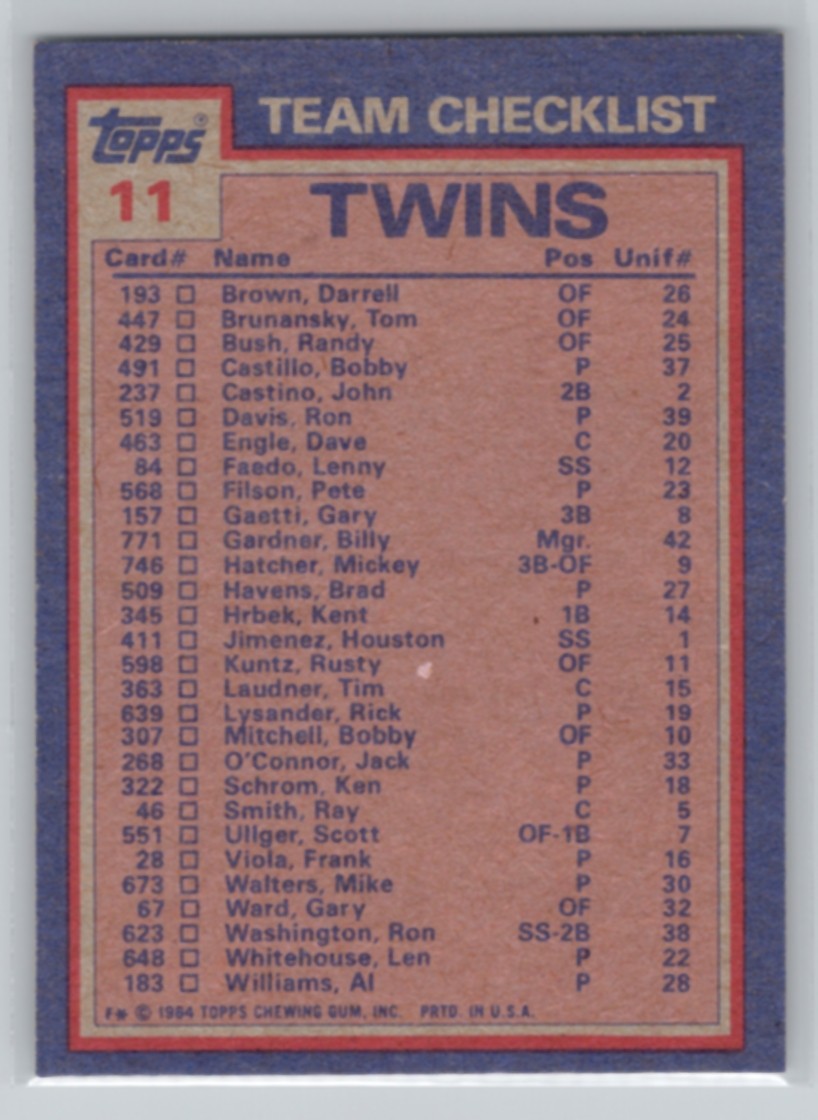 Topps®
TEAM CHECKLIST
11
TWINS
Card# Name Pos Unif#
193 □ Brown, Darrell OF 26
447 □ Brunansky, Tom OF 24
429 □ Bush, Randy OF 25
491 □ Castillo, Bobby P 37
237 □ Castino, John 2B 2
519 □ Davis, Ron P 39
463 □ Engle, Dave C 20
84 □ Faedo, Lenny SS 12
568 □ Filson, Pete P 23
157 □ Gaetti, Gary 3B 8
771 □ Gardner, Billy Mgr. 42
746 □ Hatcher, Mickey 3B-OF 9
509 □ Havens, Brad P 27
345 □ Hrbek, Kent 1B 14
411 □ Jimenez, Houston SS 1
598 □ Kuntz, Rusty OF 11
363 □ Laudner, Tim C 15
639 □ Lysander, Rick P 19
307 □ Mitchell, Bobby OF 10
268 □ O'Connor, Jack P 33
322 □ Schrom, Ken P 18
46 □ Smith, Ray C 5
551 □ Ullger, Scott OF-1B 7
28 □ Viola, Frank P 16
673 □ Walters, Mike P 30
67 □ Ward, Gary OF 32
623 □ Washington, Ron SS-2B 38
648 □ Whitehouse, Len P 22
183 □ Williams, Al P 28
F* © 1984 TOPPS CHEWING GUM, INC. PRTD. IN U.S.A.